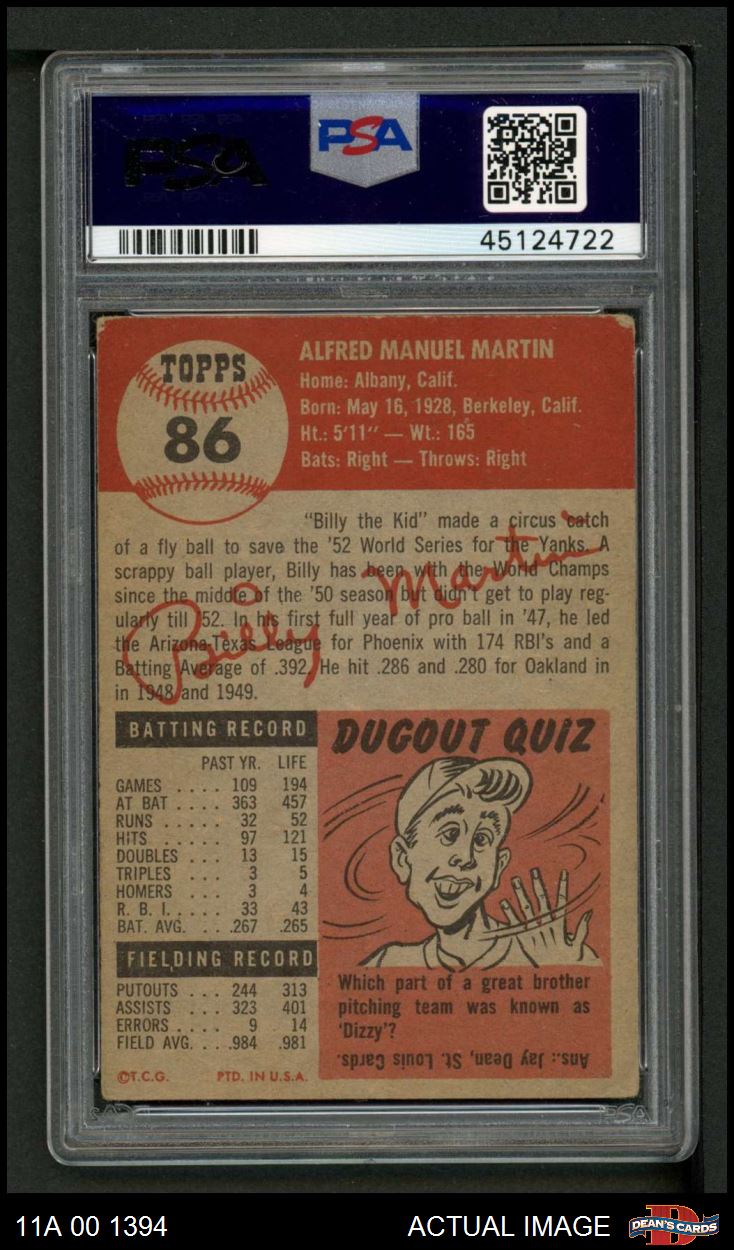 PSA
PSA
45124722
TOPPS
86
ALFRED MANUEL MARTIN
Home: Albany, Calif.
Born: May 16, 1928, Berkeley, Calif.
Ht.: 5'11" — Wt.: 165
Bats: Right — Throws: Right
"Billy the Kid" made a circus catch
of a fly ball to save the '52 World Series for the Yanks. A
scrappy ball player, Billy has been with the World Champs
since the middle of the '50 season but didn't get to play reg-
ularly till '52. In his first full year of pro ball in '47, he led
the Arizona-Texas League for Phoenix with 174 RBI's and a
Batting Average of .392. He hit .286 and .280 for Oakland in
in 1948 and 1949.
Billy Martin
BATTING RECORD
PAST YR. LIFE
GAMES .... 109 194
AT BAT .... 363 457
RUNS ..... 32 52
HITS ..... 97 121
DOUBLES ... 13 15
TRIPLES ... 3 5
HOMERS ... 3 4
R. B. I. .... 33 43
BAT. AVG. .. .267 .265
FIELDING RECORD
PUTOUTS ... 244 313
ASSISTS ... 323 401
ERRORS .... 9 14
FIELD AVG. .. .984 .981
©T.C.G. PTD. IN U.S.A.
DUGOUT QUIZ
Which part of a great brother
pitching team was known as
'Dizzy'?
Ans.: Jay Dean, St. Louis Cards.
PSA
11A 00 1394
ACTUAL IMAGE
D
DEAN'S CARDS